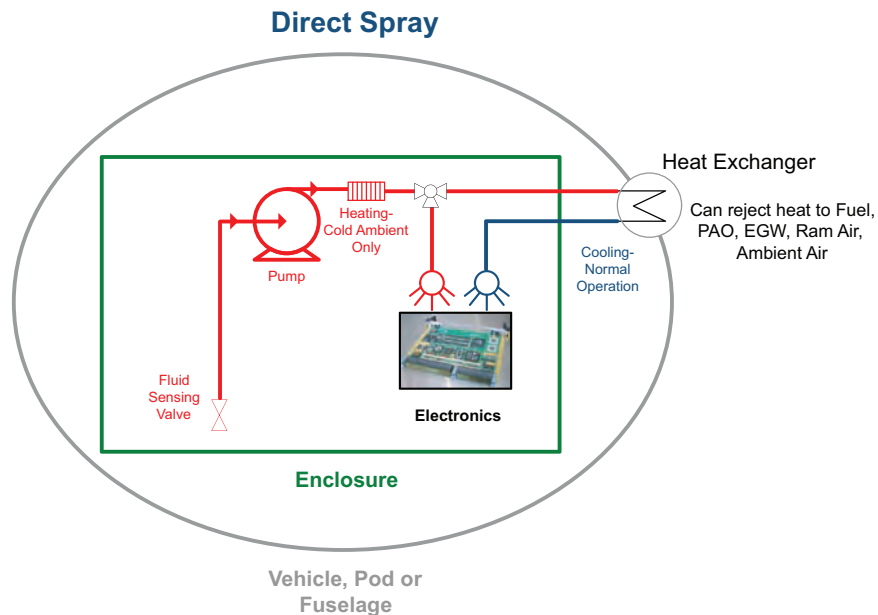 Direct Spray
Heat Exchanger
Can reject heat to Fuel,
PAO, EGW, Ram Air,
Ambient Air
Heating-
Cold Ambient
Only
Pump
Cooling-
Normal
Operation
Fluid
Sensing
Valve
Electronics
Enclosure
Vehicle, Pod or
Fuselage